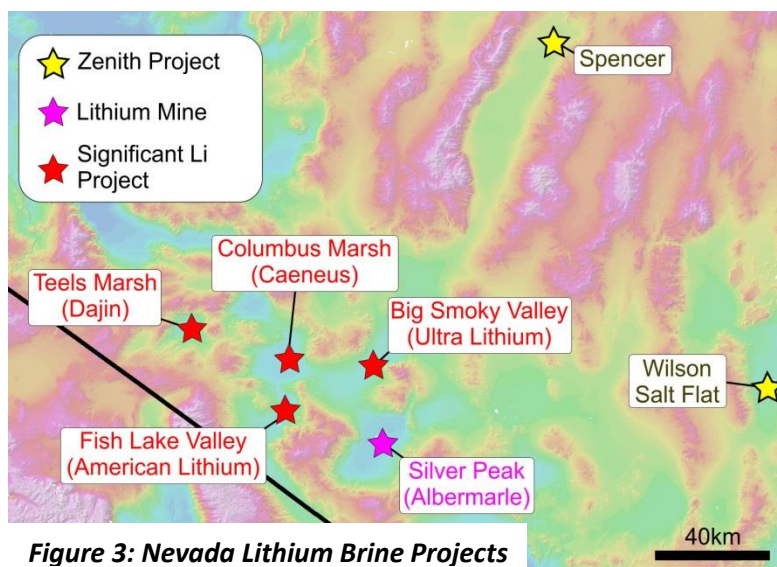 Zenith Project
Lithium Mine
Significant Li
Project
Spencer
Columbus Marsh
(Caeneus)
Teels Marsh
(Dajin)
Big Smoky Valley
(Ultra Lithium)
Wilson
Salt Flat
Fish Lake Valley
(American Lithium)
Silver Peak
(Albermarle)
40km
Figure 3: Nevada Lithium Brine Projects